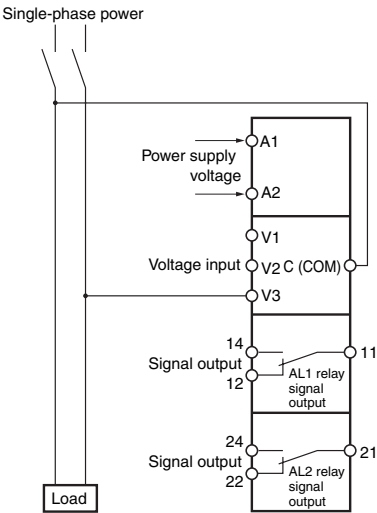 Single-phase power
A1
Power supply
voltage
A2
V1
Voltage input V2 C (COM)
V3
14
11
Signal output
12
AL1 relay
signal
output
24
21
Signal output
22
AL2 relay
signal
output
Load